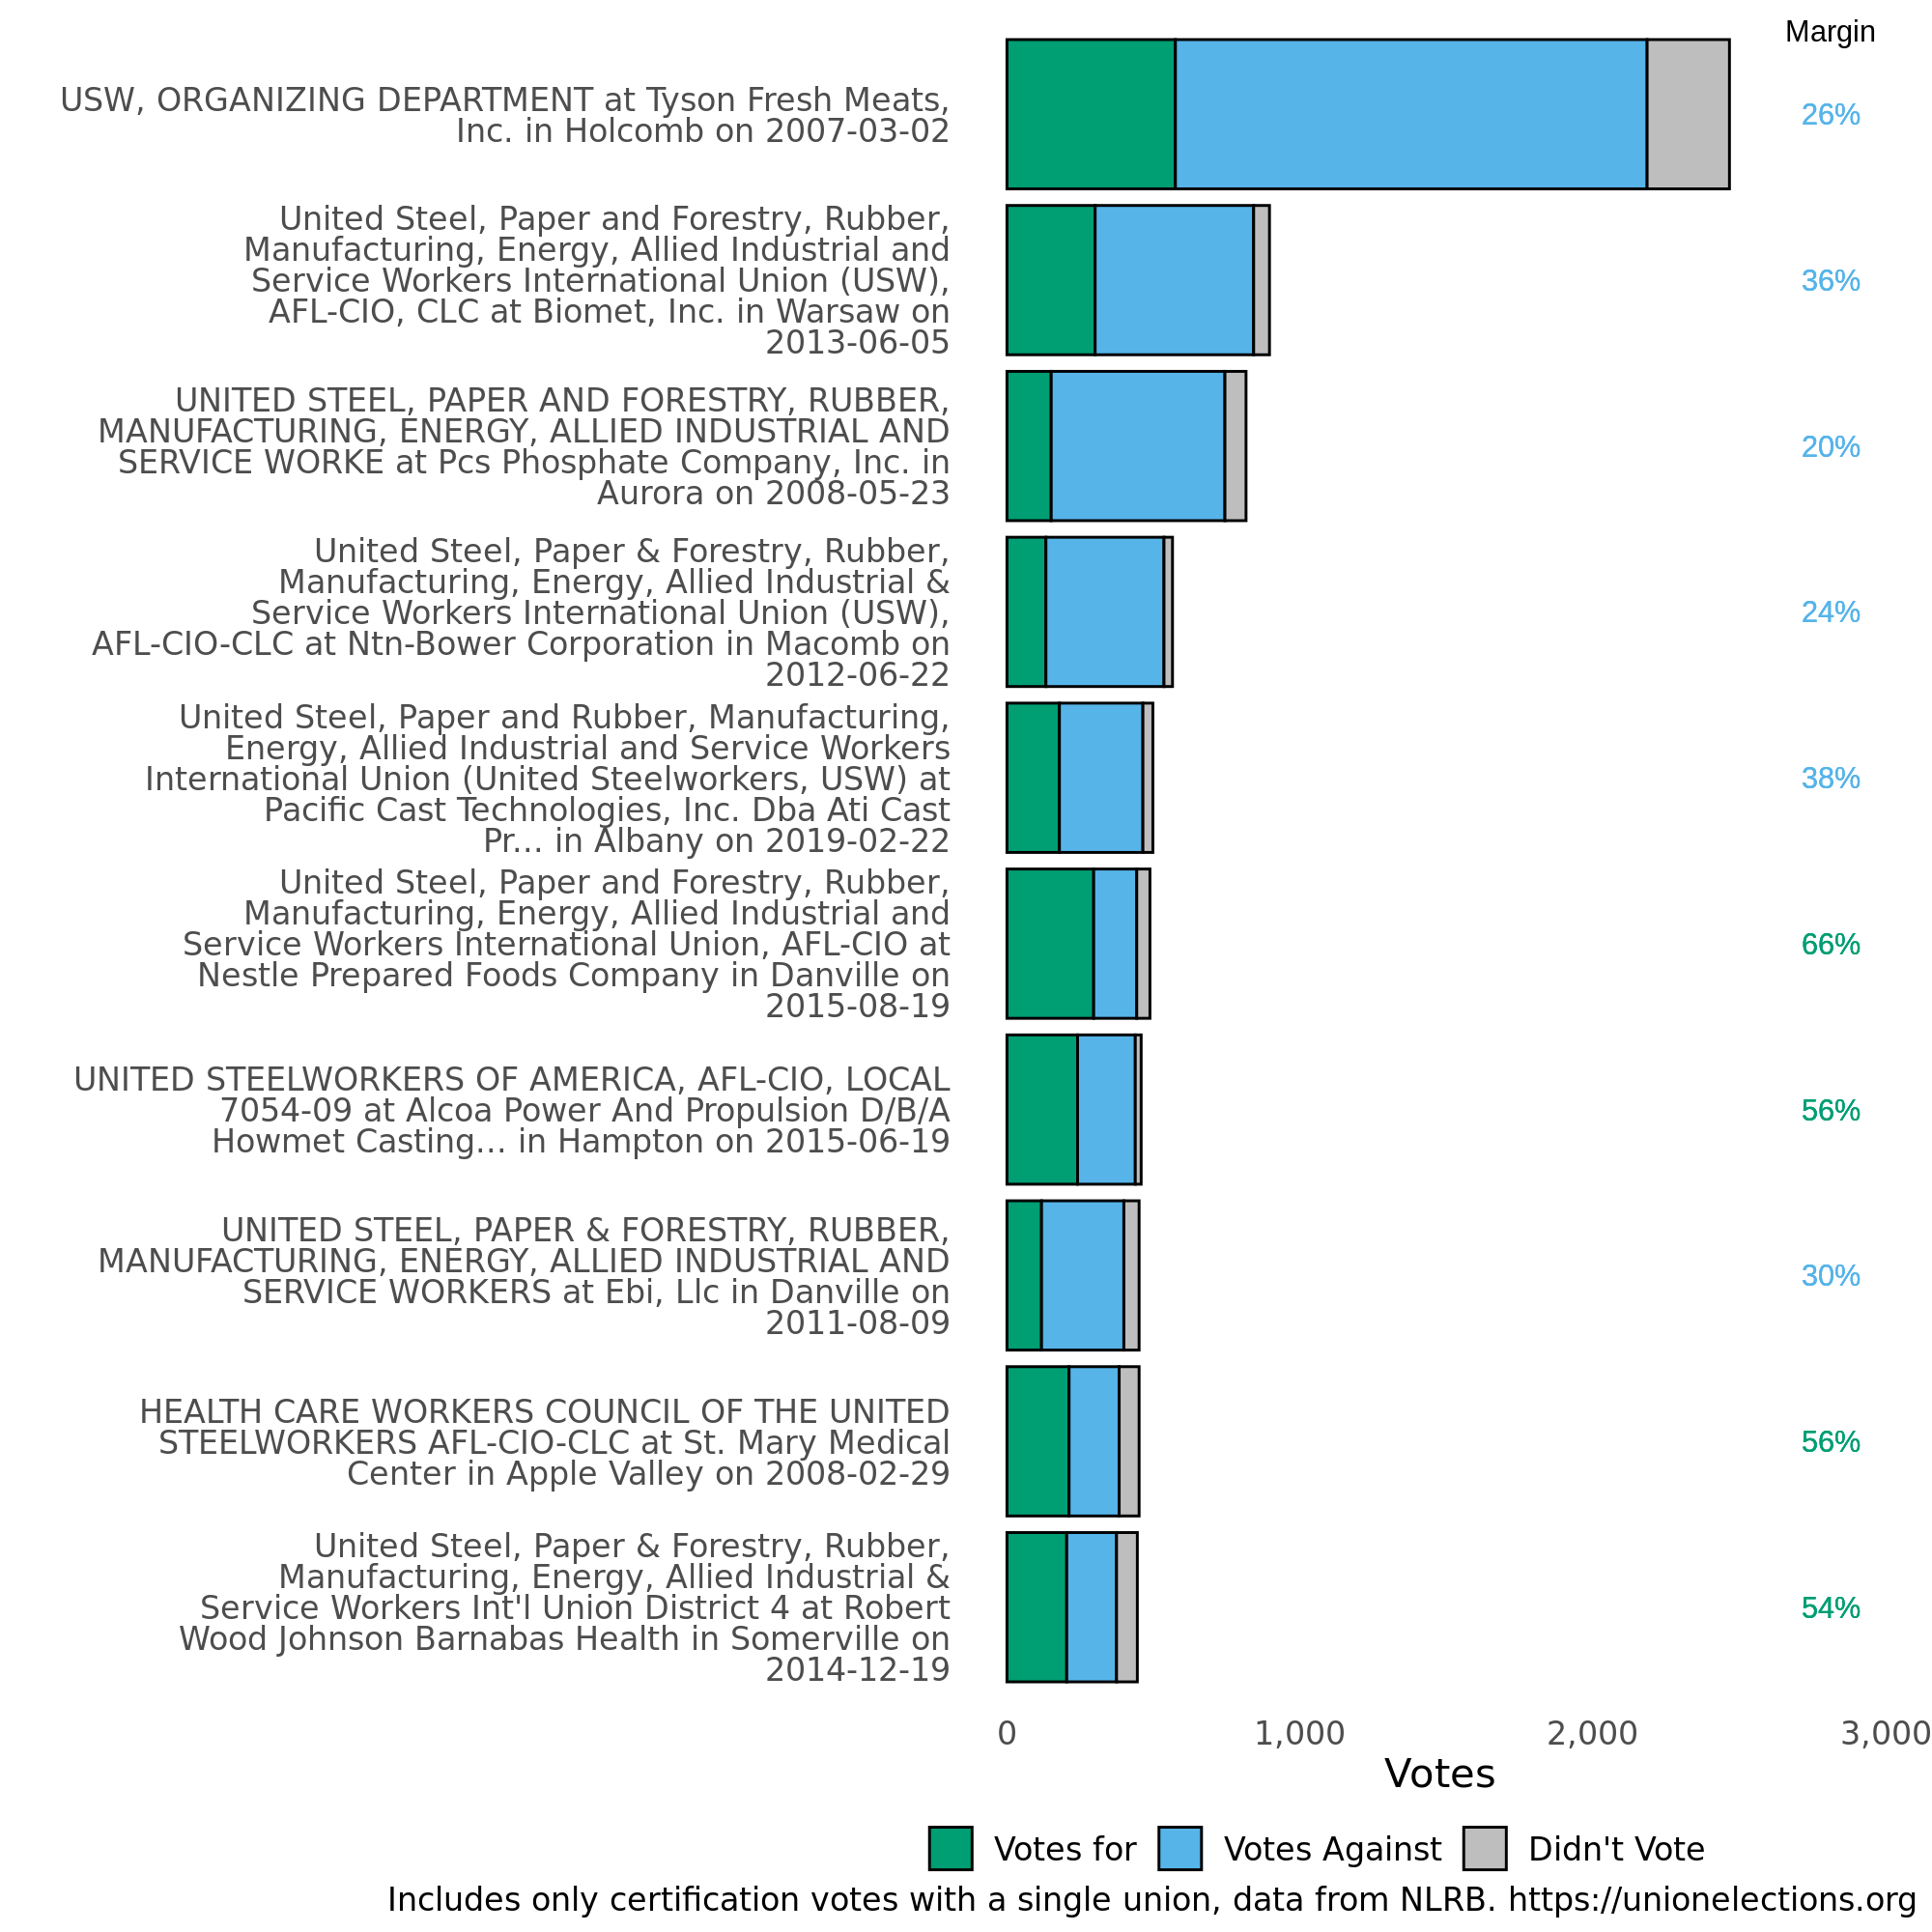 Margin
USW, ORGANIZING DEPARTMENT at Tyson Fresh Meats,
Inc. in Holcomb on 2007-03-02
26%
United Steel, Paper and Forestry, Rubber,
Manufacturing, Energy, Allied Industrial and
Service Workers International Union (USW),
AFL-CIO, CLC at Biomet, Inc. in Warsaw on
2013-06-05
36%
UNITED STEEL, PAPER AND FORESTRY, RUBBER,
MANUFACTURING, ENERGY, ALLIED INDUSTRIAL AND
SERVICE WORKE at Pcs Phosphate Company, Inc. in
Aurora on 2008-05-23
20%
United Steel, Paper & Forestry, Rubber,
Manufacturing, Energy, Allied Industrial &
Service Workers International Union (USW),
AFL-CIO-CLC at Ntn-Bower Corporation in Macomb on
2012-06-22
24%
United Steel, Paper and Rubber, Manufacturing,
Energy, Allied Industrial and Service Workers
International Union (United Steelworkers, USW) at
Pacific Cast Technologies, Inc. Dba Ati Cast
Pr... in Albany on 2019-02-22
38%
United Steel, Paper and Forestry, Rubber,
Manufacturing, Energy, Allied Industrial and
Service Workers International Union, AFL-CIO at
Nestle Prepared Foods Company in Danville on
2015-08-19
66%
UNITED STEELWORKERS OF AMERICA, AFL-CIO, LOCAL
7054-09 at Alcoa Power And Propulsion D/B/A
Howmet Casting... in Hampton on 2015-06-19
56%
UNITED STEEL, PAPER & FORESTRY, RUBBER,
MANUFACTURING, ENERGY, ALLIED INDUSTRIAL AND
SERVICE WORKERS at Ebi, Llc in Danville on
2011-08-09
30%
HEALTH CARE WORKERS COUNCIL OF THE UNITED
STEELWORKERS AFL-CIO-CLC at St. Mary Medical
Center in Apple Valley on 2008-02-29
56%
United Steel, Paper & Forestry, Rubber,
Manufacturing, Energy, Allied Industrial &
Service Workers Int'l Union District 4 at Robert
Wood Johnson Barnabas Health in Somerville on
2014-12-19
54%
0 1,000 2,000 3,000
Votes
Votes for Votes Against Didn't Vote
Includes only certification votes with a single union, data from NLRB. https://unionelections.org